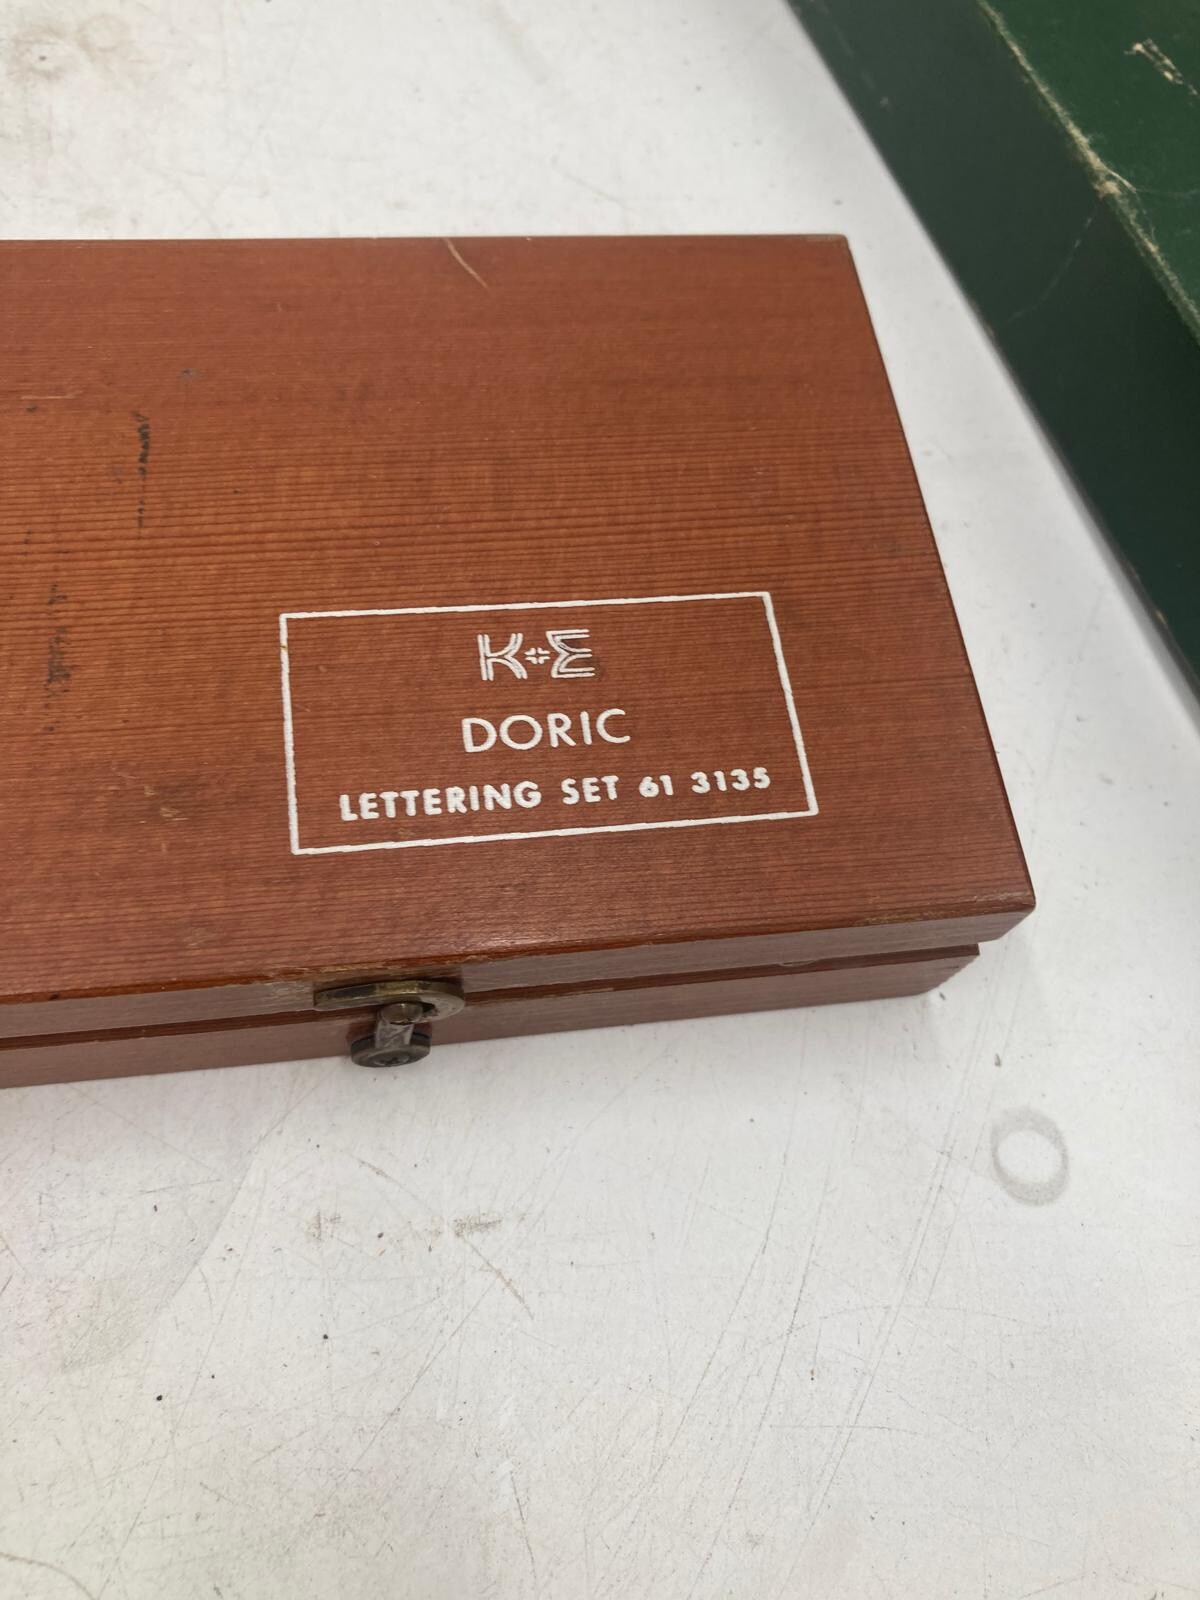 K+E
DORIC
LETTERING SET 61 3135